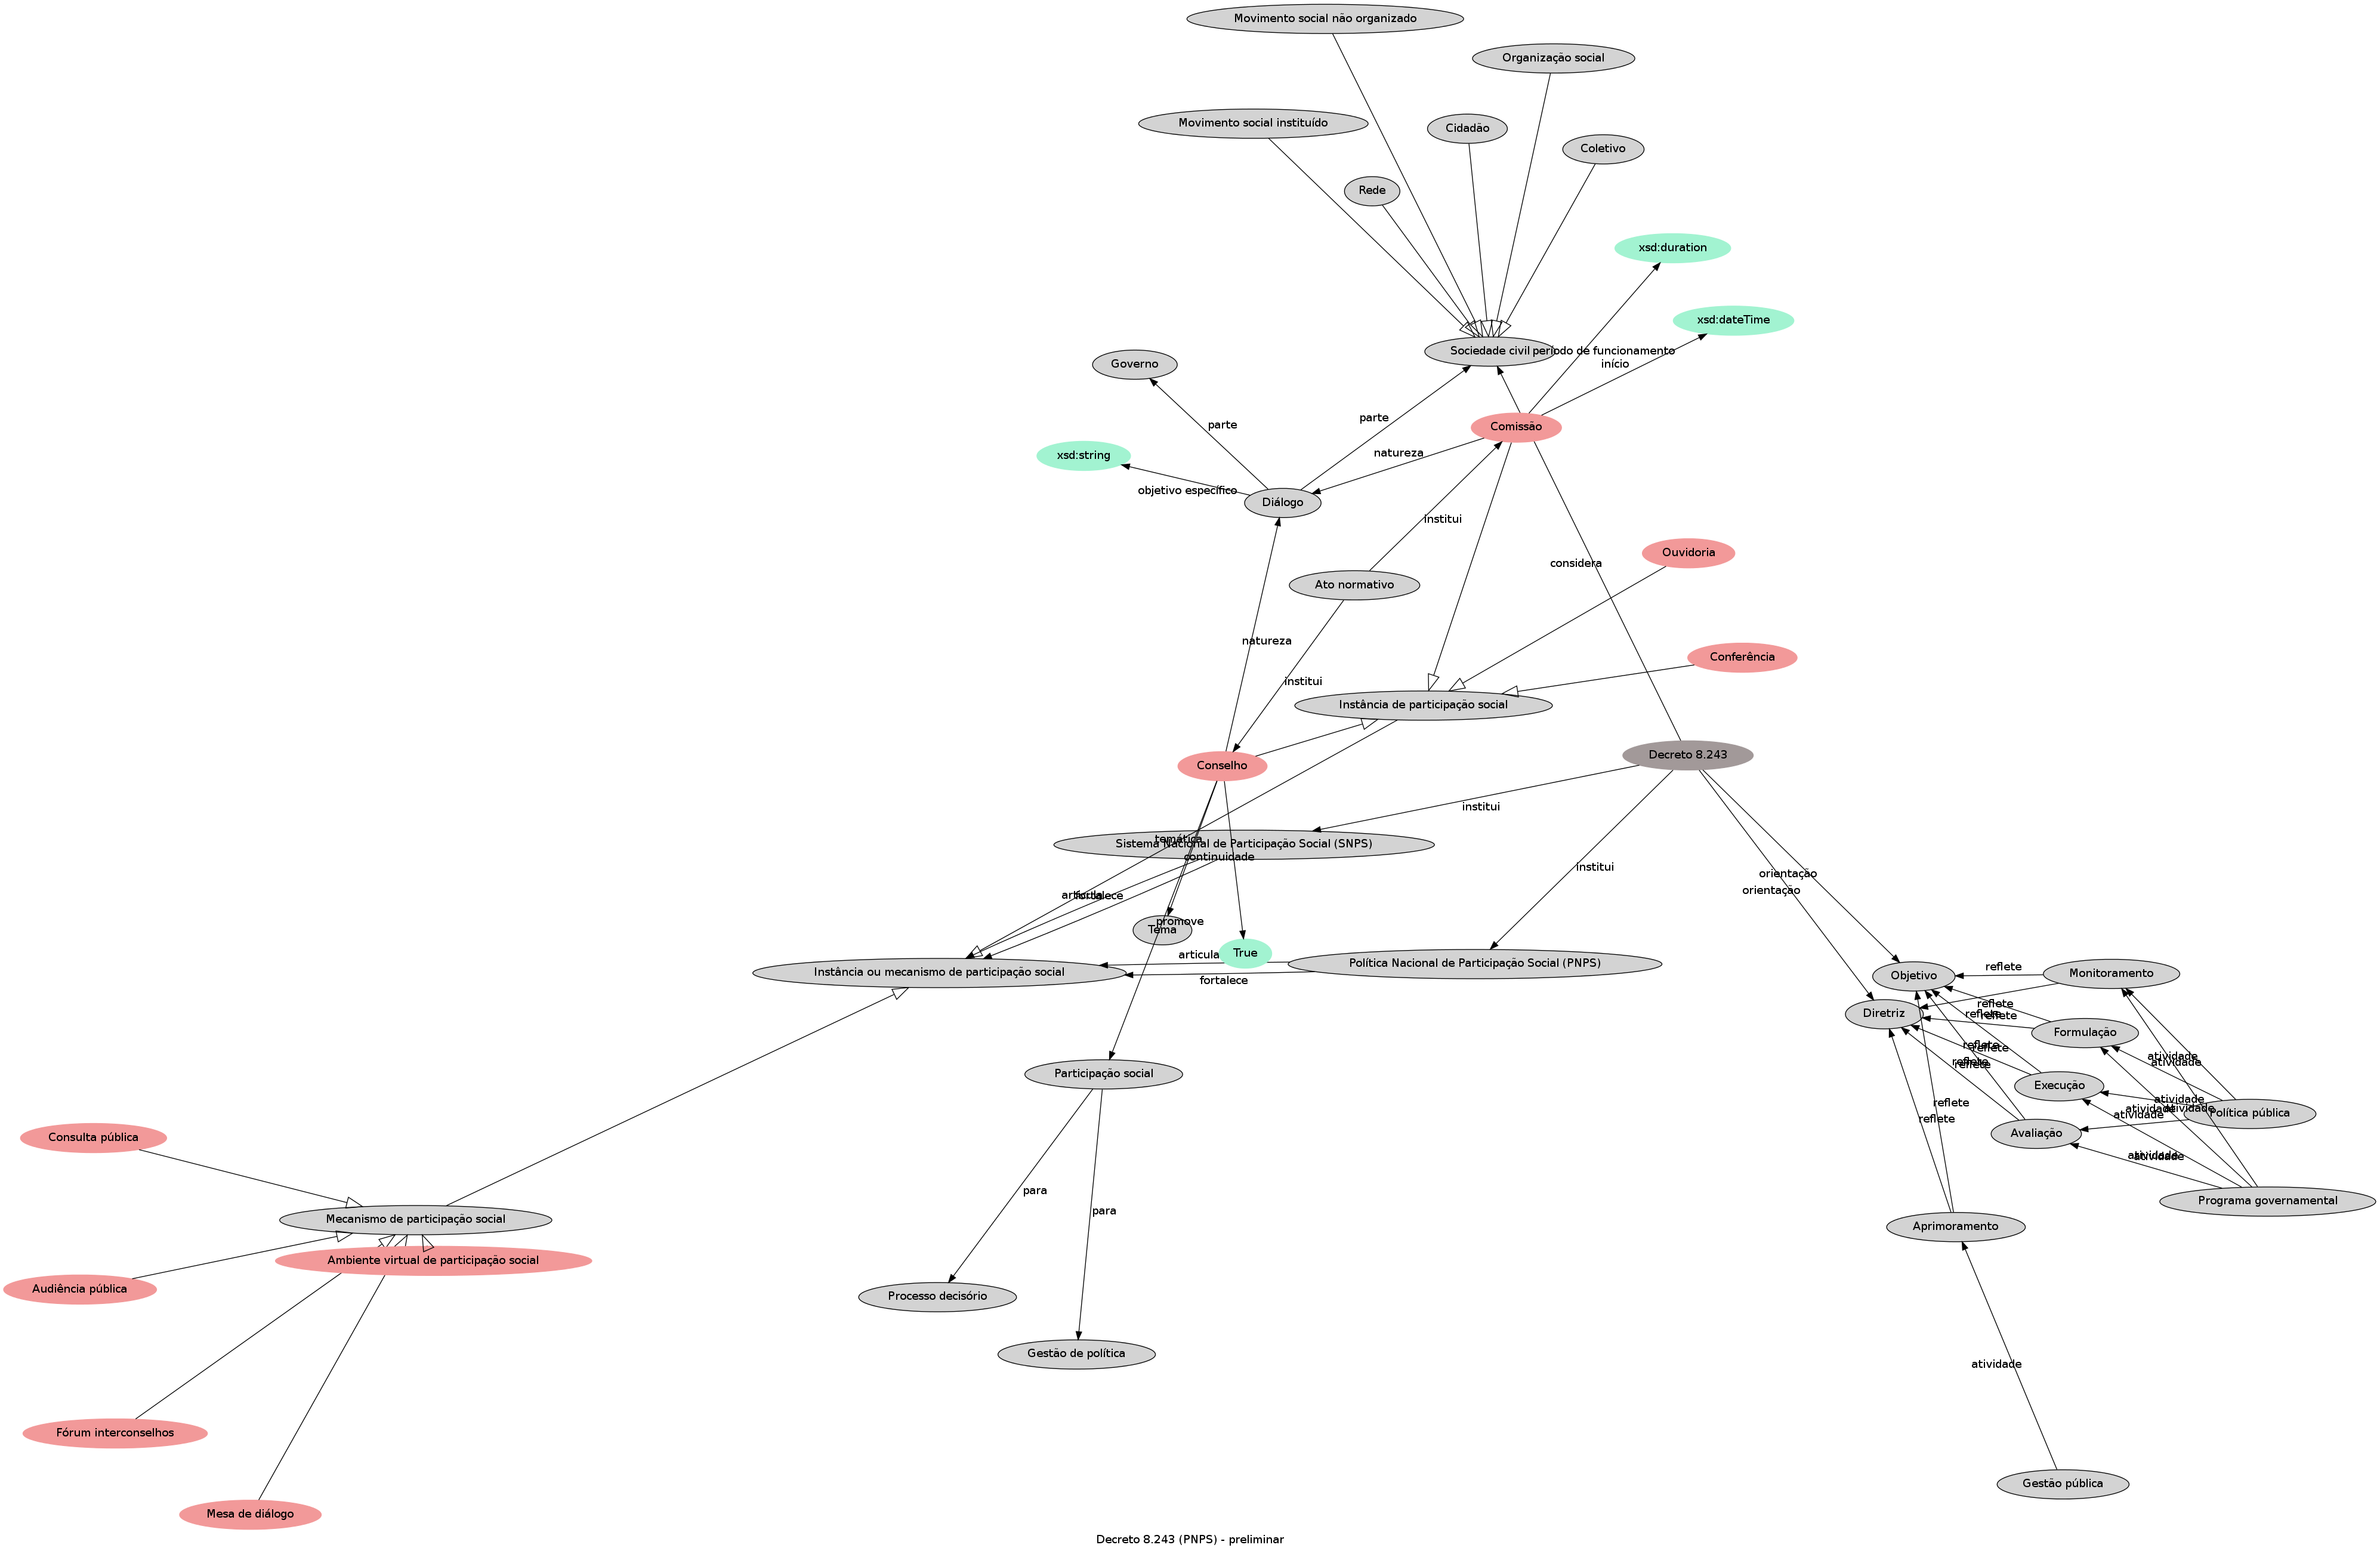 Movimento social não organizado
Organização social
Movimento social instituído
Cidadão
Coletivo
Rede
xsd:duration
xsd:dateTime
Sociedade civil
período de funcionamento
início
Governo
parte
parte
Comissão
xsd:string
natureza
objetivo específico
Diálogo
institui
Ouvidoria
considera
Ato normativo
natureza
Conferência
institui
Instância de participação social
Decreto 8.243
Conselho
institui
temática
Sistema Nacional de Participação Social (SNPS)
continuidade
institui
orientação
orientação
articula
fortalece
promove
Tema
True
articula
Política Nacional de Participação Social (PNPS)
Instância ou mecanismo de participação social
fortalece
Objetivo
reflete
Monitoramento
reflete
Diretriz
reflete
reflete
Formulação
reflete
reflete
reflete
reflete
atividade
atividade
Participação social
Execução
reflete
reflete
atividade
atividade
atividade
atividade
Política pública
Avaliação
Consulta pública
atividade
atividade
para
para
Programa governamental
Mecanismo de participação social
Aprimoramento
Ambiente virtual de participação social
Audiência pública
Processo decisório
Gestão de política
atividade
Fórum interconselhos
Gestão pública
Mesa de diálogo
Decreto 8.243 (PNPS) - preliminar